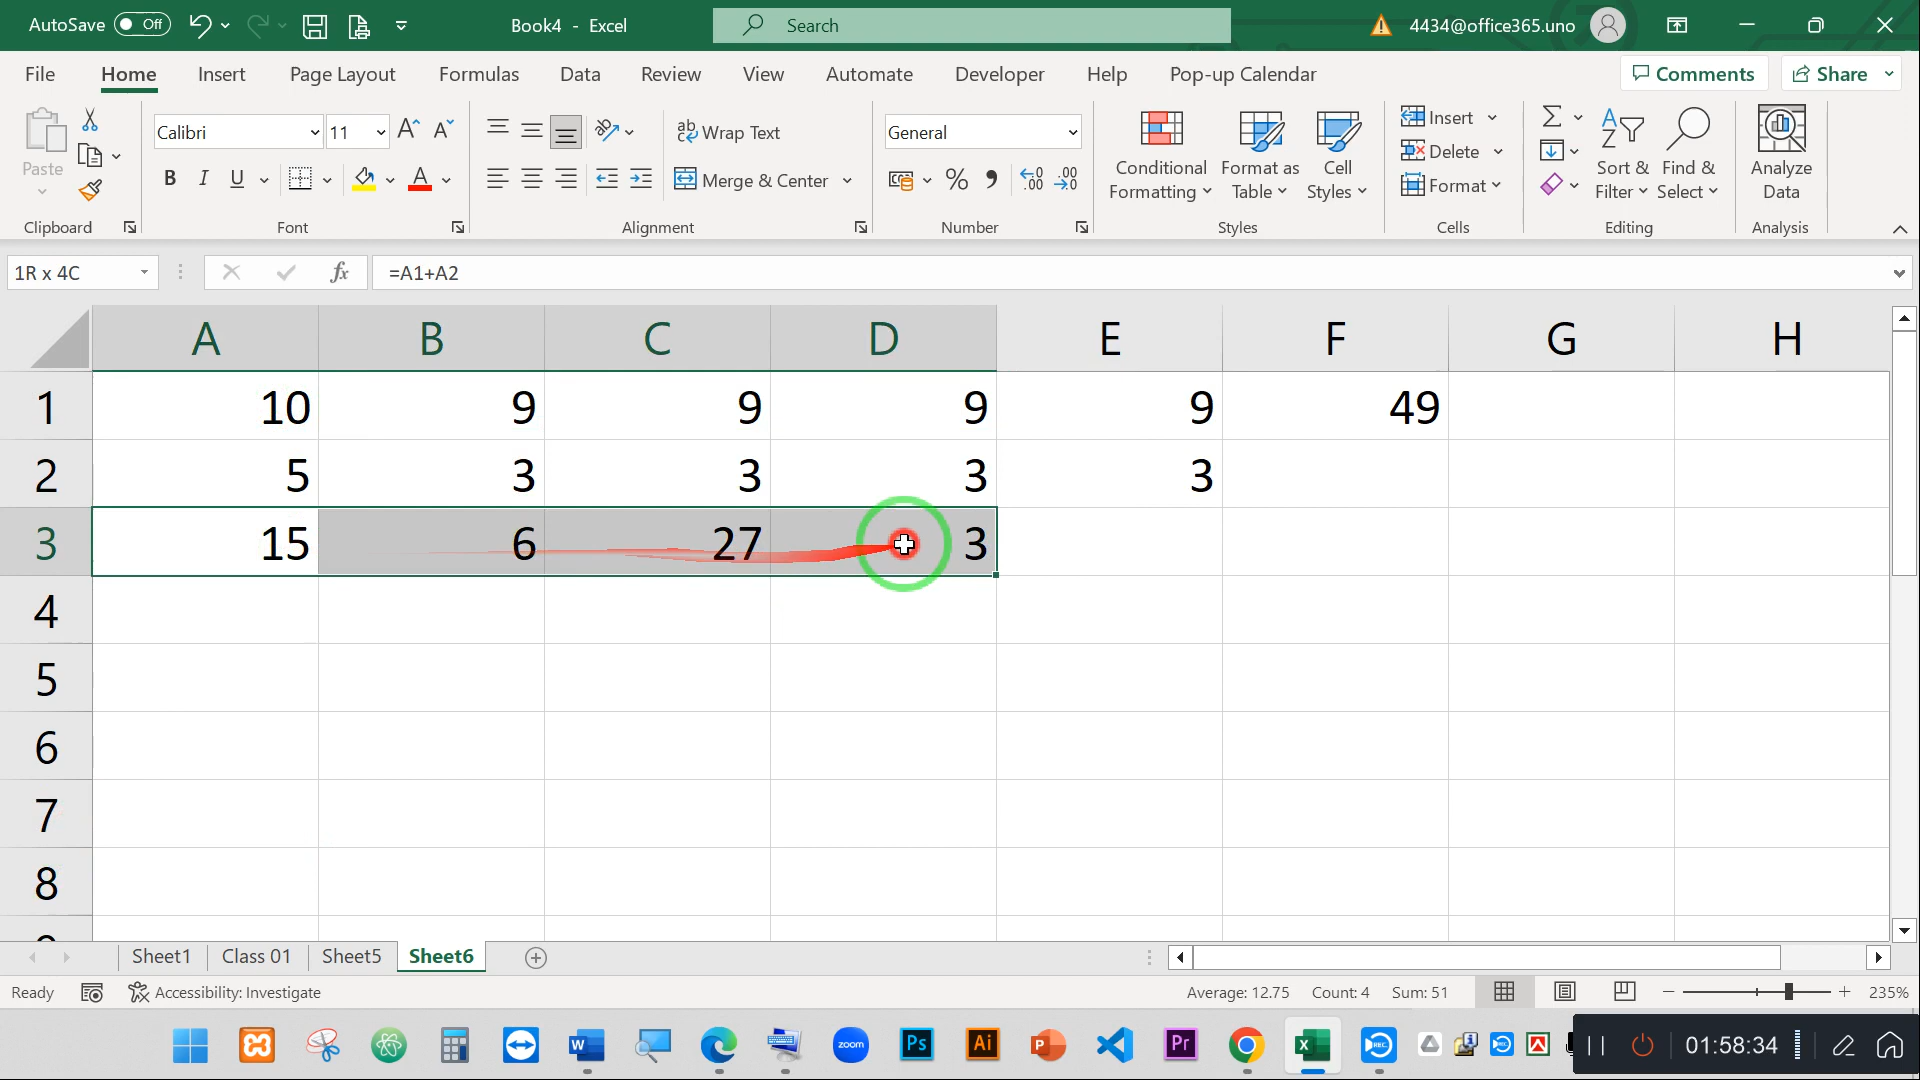 AutoSave Off Book4 - Excel Search 4434@office365.uno
File Home Insert Page Layout Formulas Data Review View Automate Developer Help Pop-up Calendar Comments Share
Paste
Clipboard
Calibri 11
B I U
Font
Wrap Text
Merge & Center
Alignment
General
Number
Conditional
Formatting
Format as
Table
Cell
Styles
Styles
Insert
Delete
Format
Cells
Sort &
Filter
Find &
Select
Editing
Analyze
Data
Analysis
1R x 4C fx =A1+A2
A B C D E F G H
1 10 9 9 9 9 49
2 5 3 3 3 3
3 15 6 27 3
4
5
6
7
8
Sheet1 Class 01 Sheet5 Sheet6
Ready Accessibility: Investigate Average: 12.75 Count: 4 Sum: 51 235%
zoom Ps Ai Pr 01:58:34